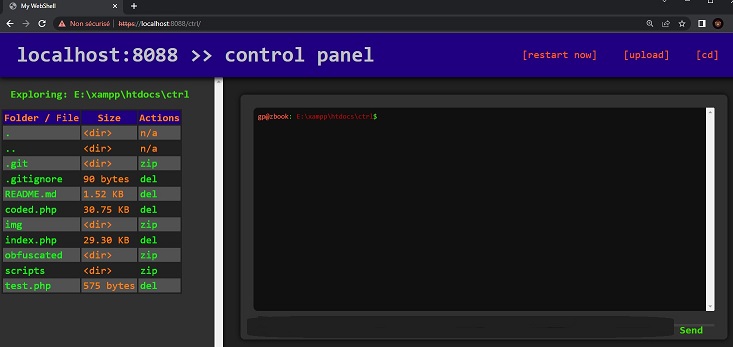 My WebShell
Non sécurisé https://localhost:8088/ctrl/
localhost:8088 >> control panel [restart now] [upload] [cd]
Exploring: E:\xampp\htdocs\ctrl
Folder / File Size Actions
. <dir> n/a
.. <dir> n/a
.git <dir> zip
.gitignore 90 bytes del
README.md 1.52 KB del
coded.php 30.75 KB del
img <dir> zip
index.php 29.30 KB del
obfuscated <dir> zip
scripts <dir> zip
test.php 575 bytes del
gp@zbook: E:\xampp\htdocs\ctrl$
Send